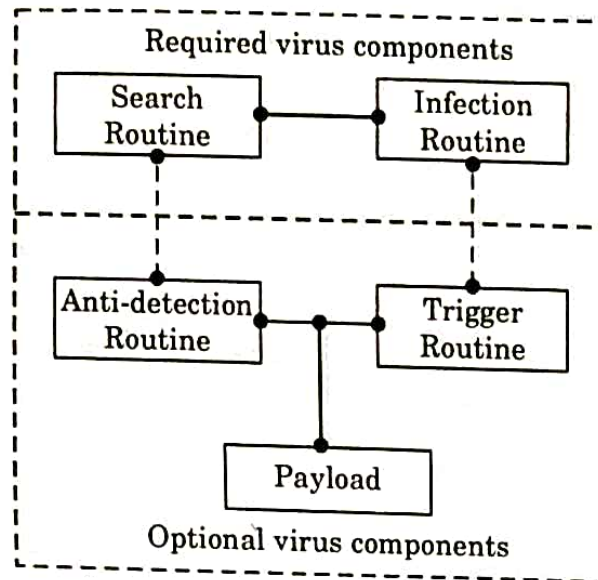 Required virus components
Search
Routine
Infection
Routine
Anti-detection
Routine
Trigger
Routine
Payload
Optional virus components